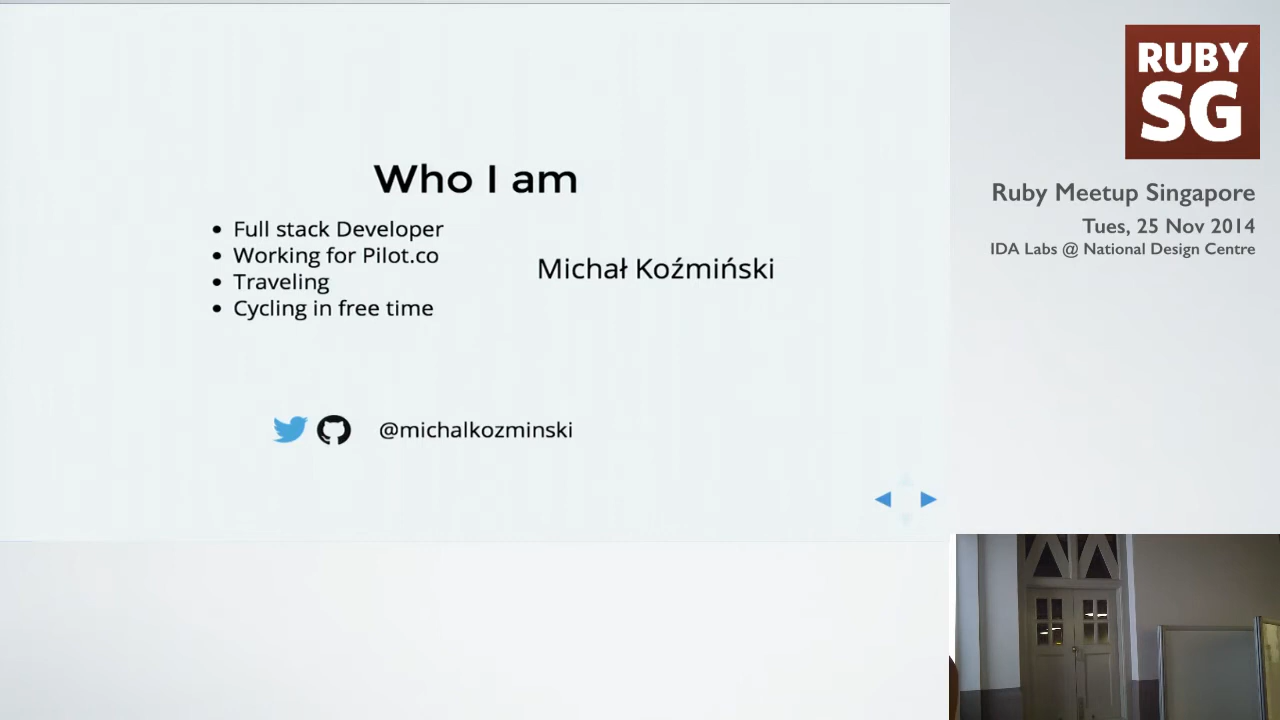 Who I am
Full stack Developer
Working for Pilot.co
Traveling
Cycling in free time
Michał Koźmiński
@michalkozminski
RUBY
SG
Ruby Meetup Singapore
Tues, 25 Nov 2014
IDA Labs @ National Design Centre